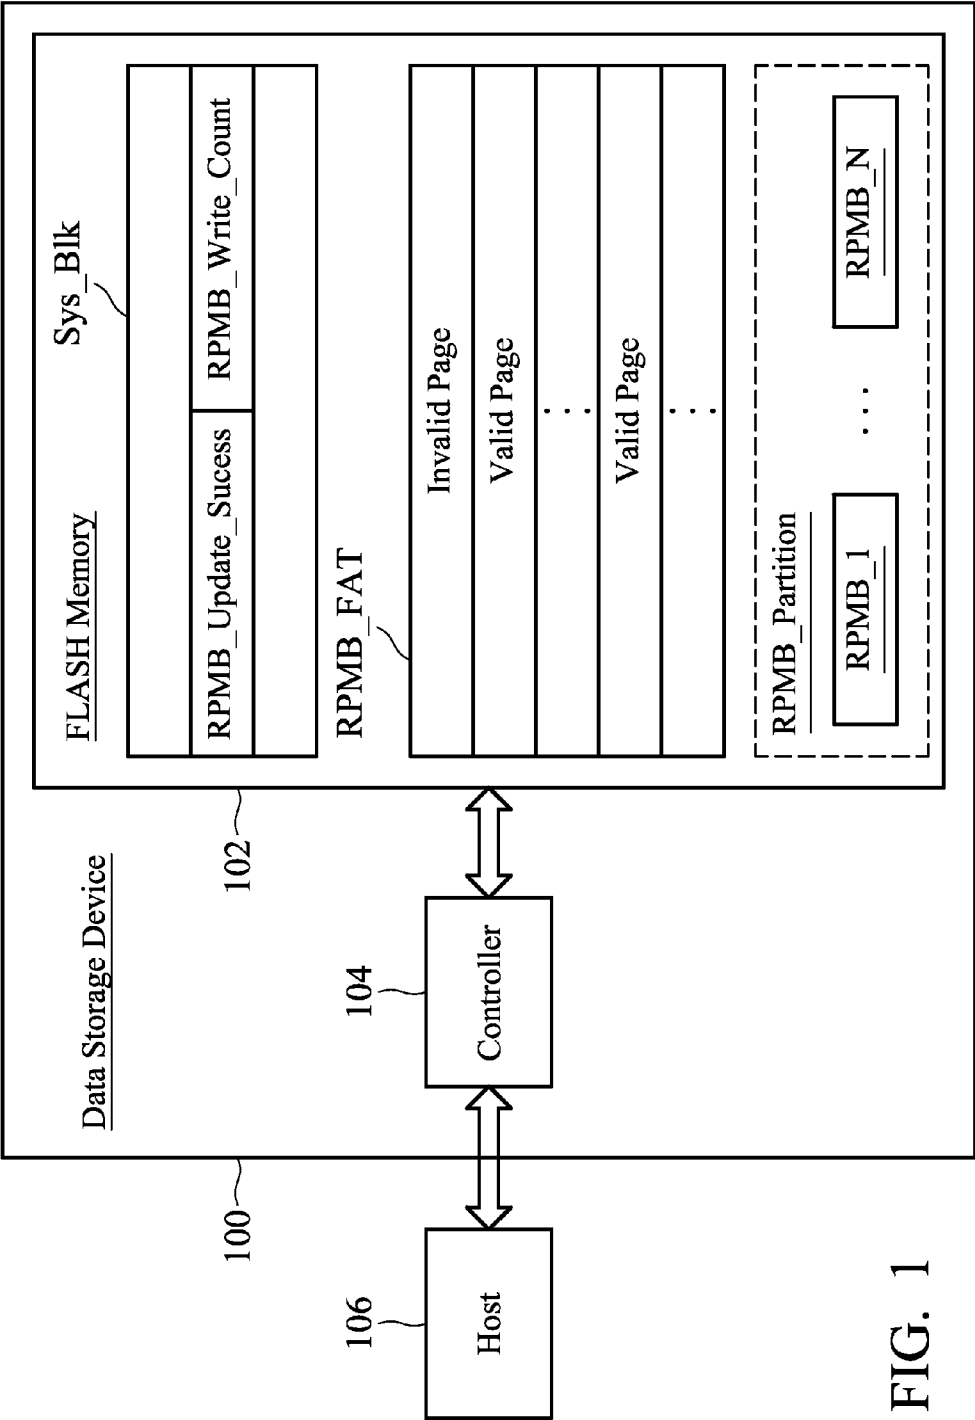 Data Storage Device
100
FLASH Memory
102
Sys_Blk
RPMB_Update_Sucess
RPMB_Write_Count
RPMB_FAT
Invalid Page
Valid Page
. . .
Valid Page
. . .
RPMB_Partition
RPMB_1
. . .
RPMB_N
104
Controller
106
Host
FIG. 1